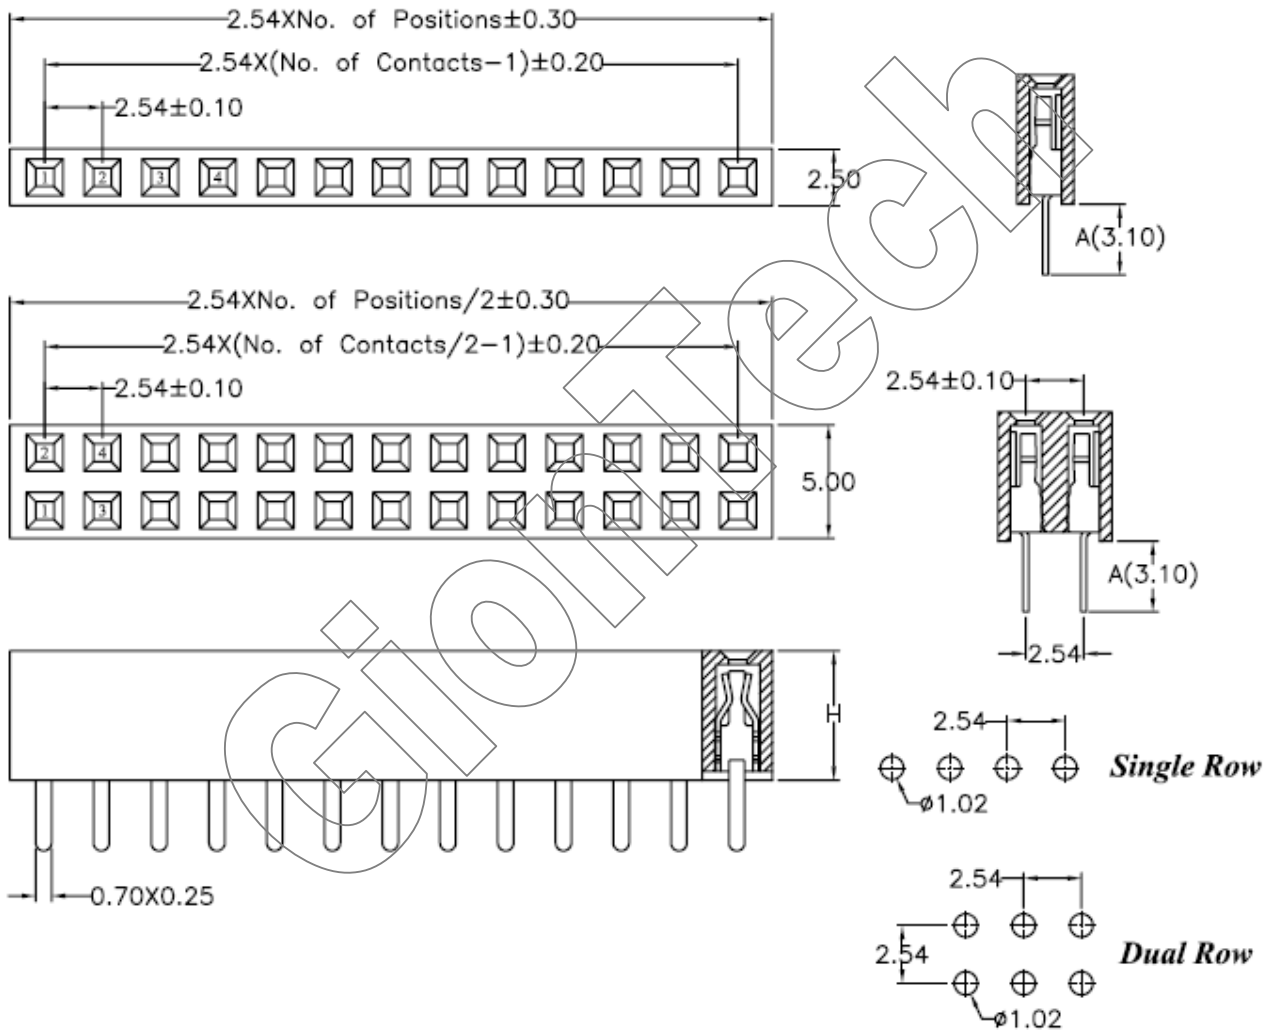 2.54XNo. of Positions±0.30
2.54X(No. of Contacts-1)±0.20
2.54±0.10
1 2 3 4
2.50
A(3.10)
2.54XNo. of Positions/2±0.30
2.54X(No. of Contacts/2-1)±0.20
2.54±0.10
2 4
1 3
5.00
2.54±0.10
A(3.10)
2.54
H
0.70X0.25
2.54
Single Row
ø1.02
2.54
2.54
Dual Row
ø1.02
GionTech